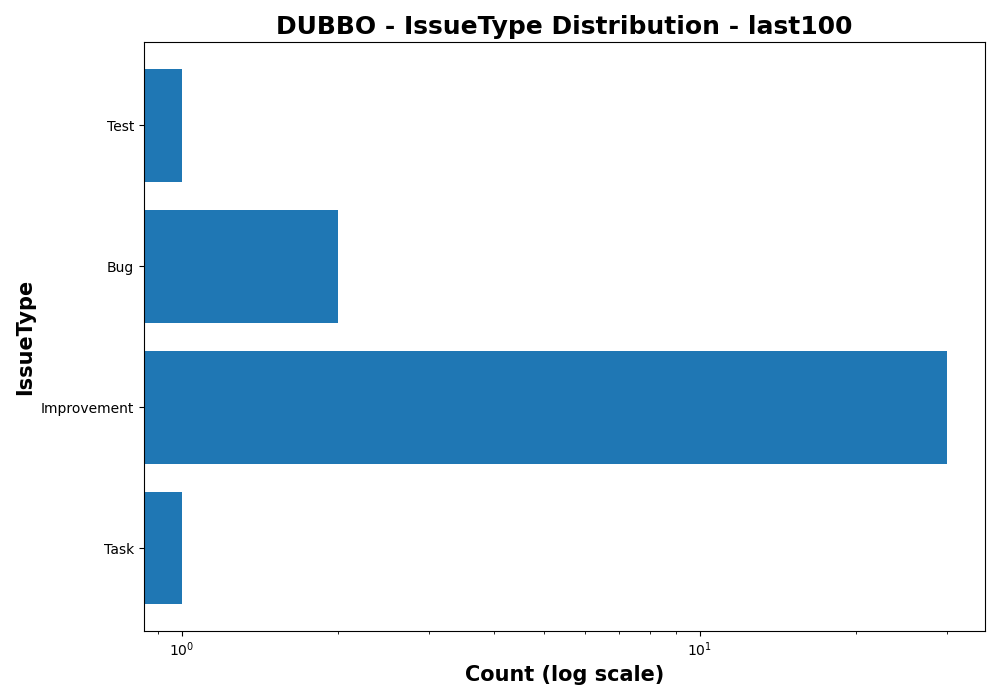 DUBBO - IssueType Distribution - last100
IssueType
Test
Bug
Improvement
Task
10⁰
10¹
Count (log scale)